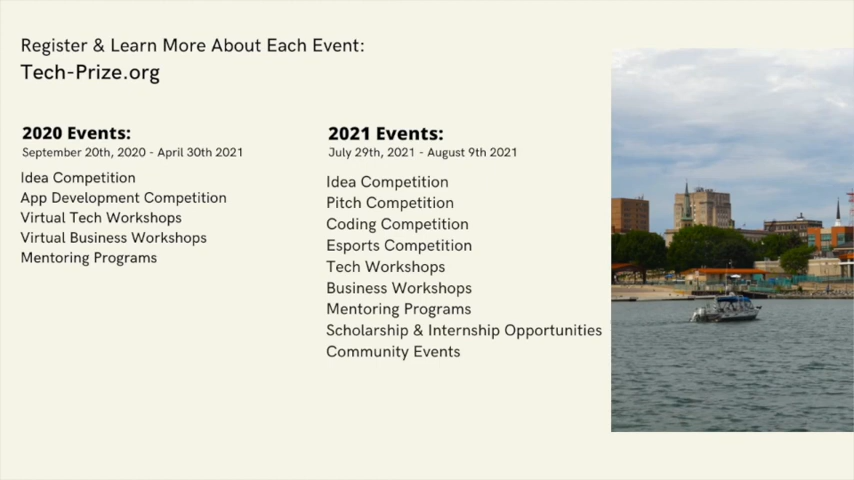 Register & Learn More About Each Event:
Tech-Prize.org
2020 Events:
September 20th, 2020 - April 30th 2021
Idea Competition
App Development Competition
Virtual Tech Workshops
Virtual Business Workshops
Mentoring Programs
2021 Events:
July 29th, 2021 - August 9th 2021
Idea Competition
Pitch Competition
Coding Competition
Esports Competition
Tech Workshops
Business Workshops
Mentoring Programs
Scholarship & Internship Opportunities
Community Events